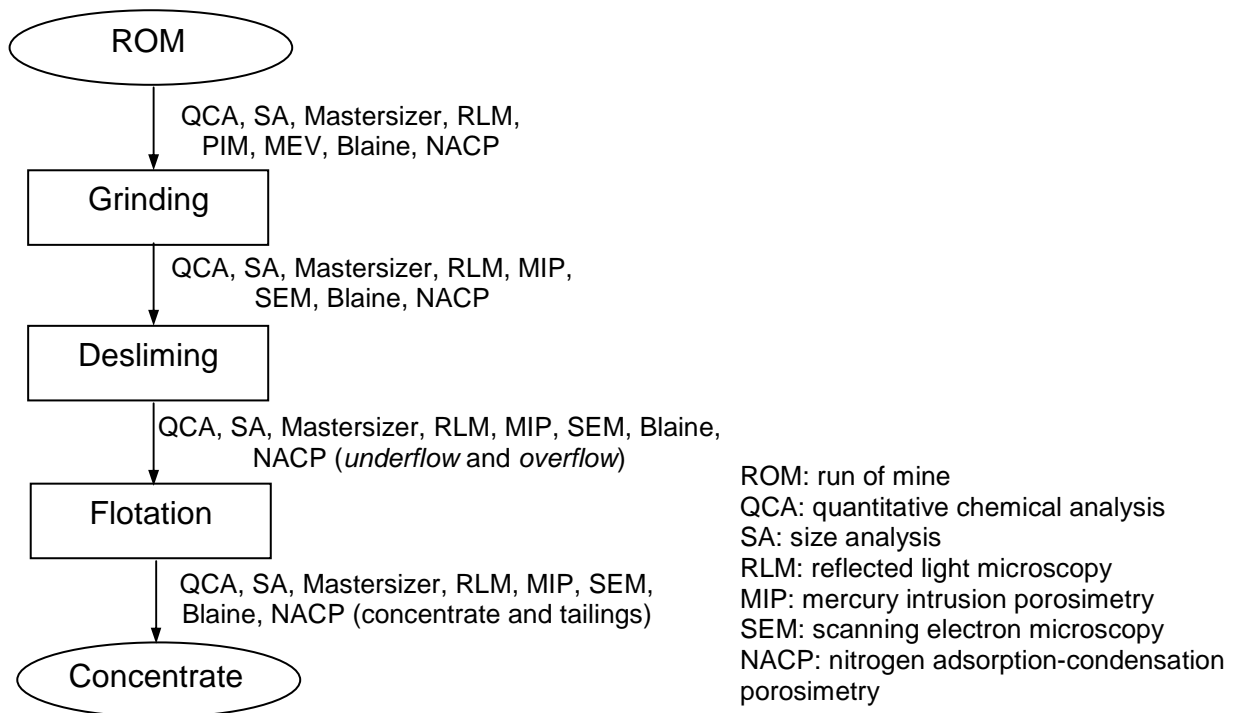 ROM
QCA, SA, Mastersizer, RLM,
PIM, MEV, Blaine, NACP
Grinding
QCA, SA, Mastersizer, RLM, MIP,
SEM, Blaine, NACP
Desliming
QCA, SA, Mastersizer, RLM, MIP, SEM, Blaine,
NACP (underflow and overflow)
Flotation
QCA, SA, Mastersizer, RLM, MIP, SEM,
Blaine, NACP (concentrate and tailings)
Concentrate
ROM: run of mine
QCA: quantitative chemical analysis
SA: size analysis
RLM: reflected light microscopy
MIP: mercury intrusion porosimetry
SEM: scanning electron microscopy
NACP: nitrogen adsorption-condensation
porosimetry